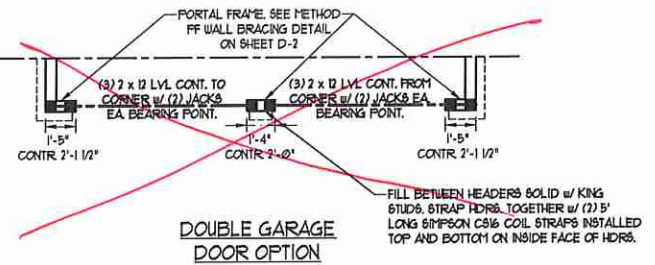 PORTAL FRAME, SEE METHOD
PF WALL BRACING DETAIL
ON SHEET D-2
(3) 2 x 12 LVL CONT. TO
CORNER w/ (2) JACKS
EA. BEARING POINT.
(3) 2 x 12 LVL CONT. FROM
CORNER w/ (2) JACKS EA.
BEARING POINT.
1'-5"
CONTR. 2'-1 1/2"
1'-4"
CONTR. 2'-0"
1'-5"
CONTR. 2'-1 1/2"
FILL BETWEEN HEADERS SOLID w/ KING
STUDS. STRAP HDRS. TOGETHER w/ (2) 5'
LONG SIMPSON CS16 COIL STRAPS INSTALLED
TOP AND BOTTOM ON INSIDE FACE OF HDRS.
DOUBLE GARAGE
DOOR OPTION